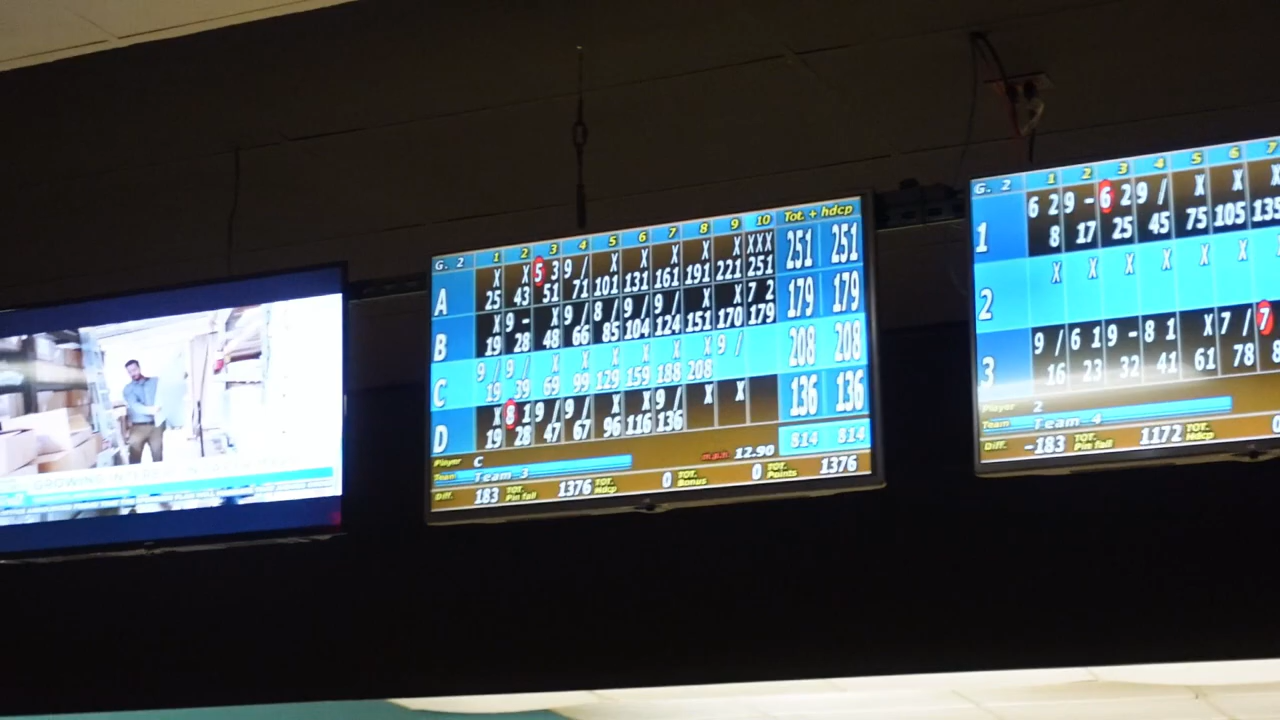 GROWING
G. 2 1 2 3 4 5 6 7 8 9 10 Tot. + hdcp
X X 5 3 9 / X X X X X XXX
A 25 43 51 71 101 131 161 191 221 251 251 251
X 9 - X 9 / 8 / 9 / 9 / X X 7 2
B 19 28 48 66 85 104 124 151 170 179 179 179
9 / 9 / X X X X X X 9 /
C 19 39 69 99 129 159 188 208 208 208
X 8 1 9 / 9 / X X 9 / X X
D 19 28 47 67 96 116 136 136 136
Player C m.p.h. 12.90 814 814
Team Team 3
Diff. 183 TOT. Pin fall 1376 TOT. Hdcp 0 TOT. Bonus 0 TOT. Points 1376
G. 2 1 2 3 4 5 6 7
6 2 9 - 6 2 9 / X X X
1 8 17 25 45 75 105 135
X X X X X X
2
9 / 6 1 9 - 8 1 X 7 / 7
3 16 23 32 41 61 78 8
Player 2
Team Team 4
Diff. -183 TOT. Pin fall 1172 TOT. Hdcp 0